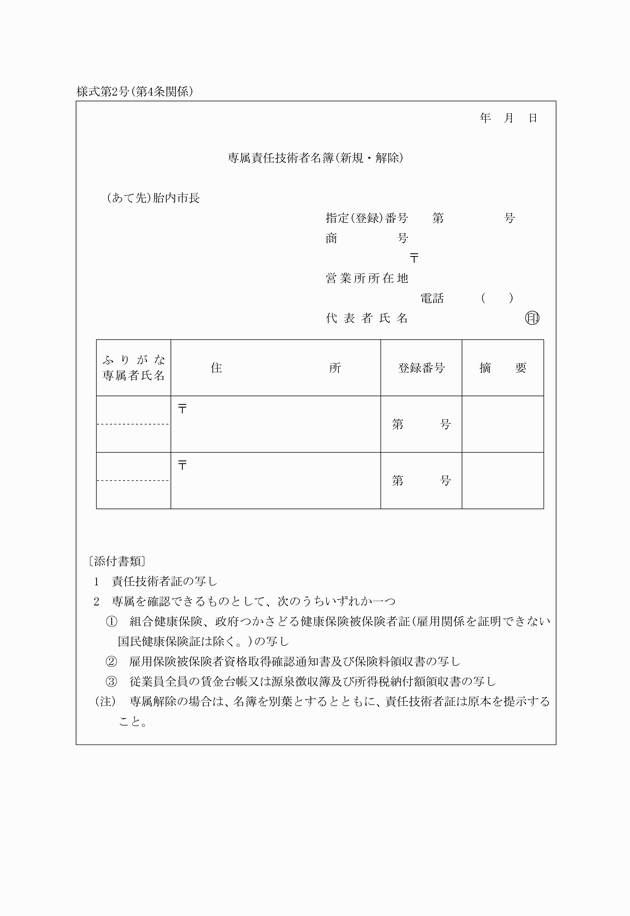 様式第2号(第4条関係)
年　月　日
専属責任技術者名簿(新規・解除)
(あて先)胎内市長
指定(登録)番号　第　　　　　号
商　　　　　号
〒
営業所所在地
電話　　　(　　)
代表者氏名　　　　　　　　　　㊞
ふりがな
専属者氏名　住　　　　　　　　　所　登録番号　摘　　要
〒
第　　　号
〒
第　　　号
〔添付書類〕
1　責任技術者証の写し
2　専属を確認できるものとして、次のうちいずれか一つ
①　組合健康保険、政府つかさどる健康保険被保険者証(雇用関係を証明できない
国民健康保険証は除く。)の写し
②　雇用保険被保険者資格取得確認通知書及び保険料領収書の写し
③　従業員全員の賃金台帳又は源泉徴収簿及び所得税納付額領収書の写し
(注)　専属解除の場合は、名簿を別葉とするとともに、責任技術者証は原本を提示する
こと。